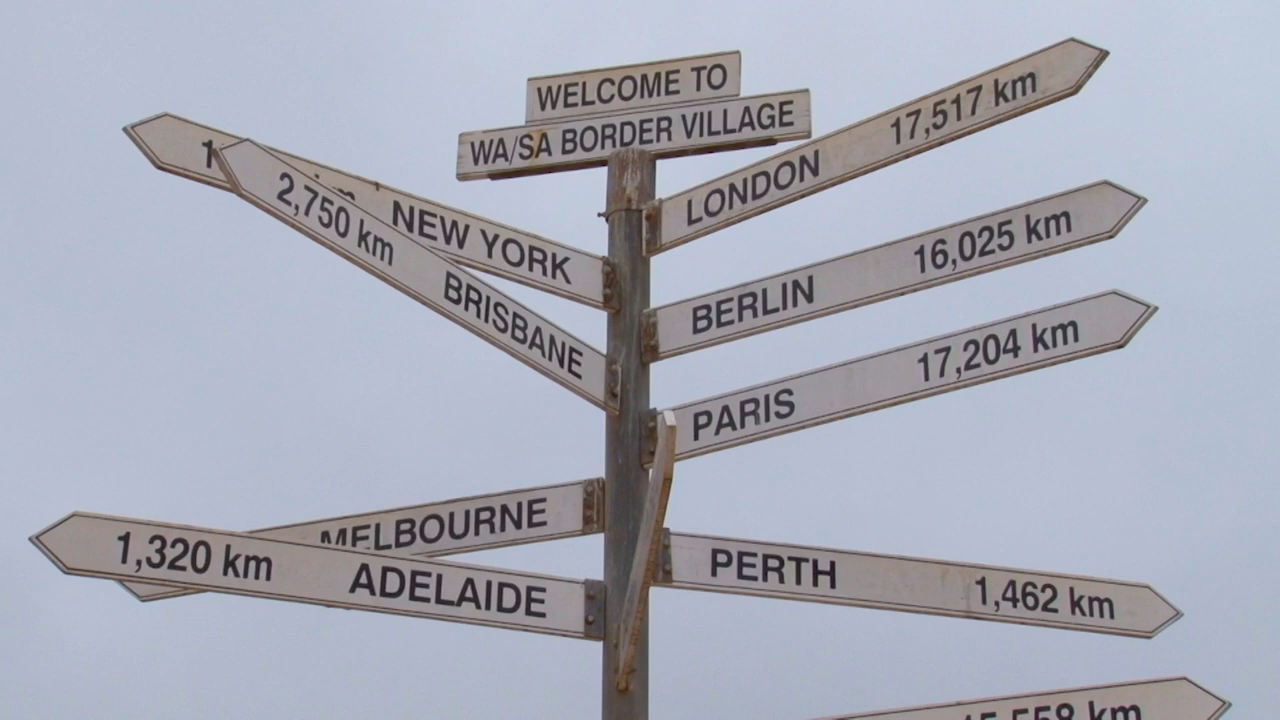 WELCOME TO
WA/SA BORDER VILLAGE
LONDON 17,517 km
NEW YORK
2,750 km BRISBANE
BERLIN 16,025 km
PARIS 17,204 km
MELBOURNE
1,320 km ADELAIDE
PERTH 1,462 km
km